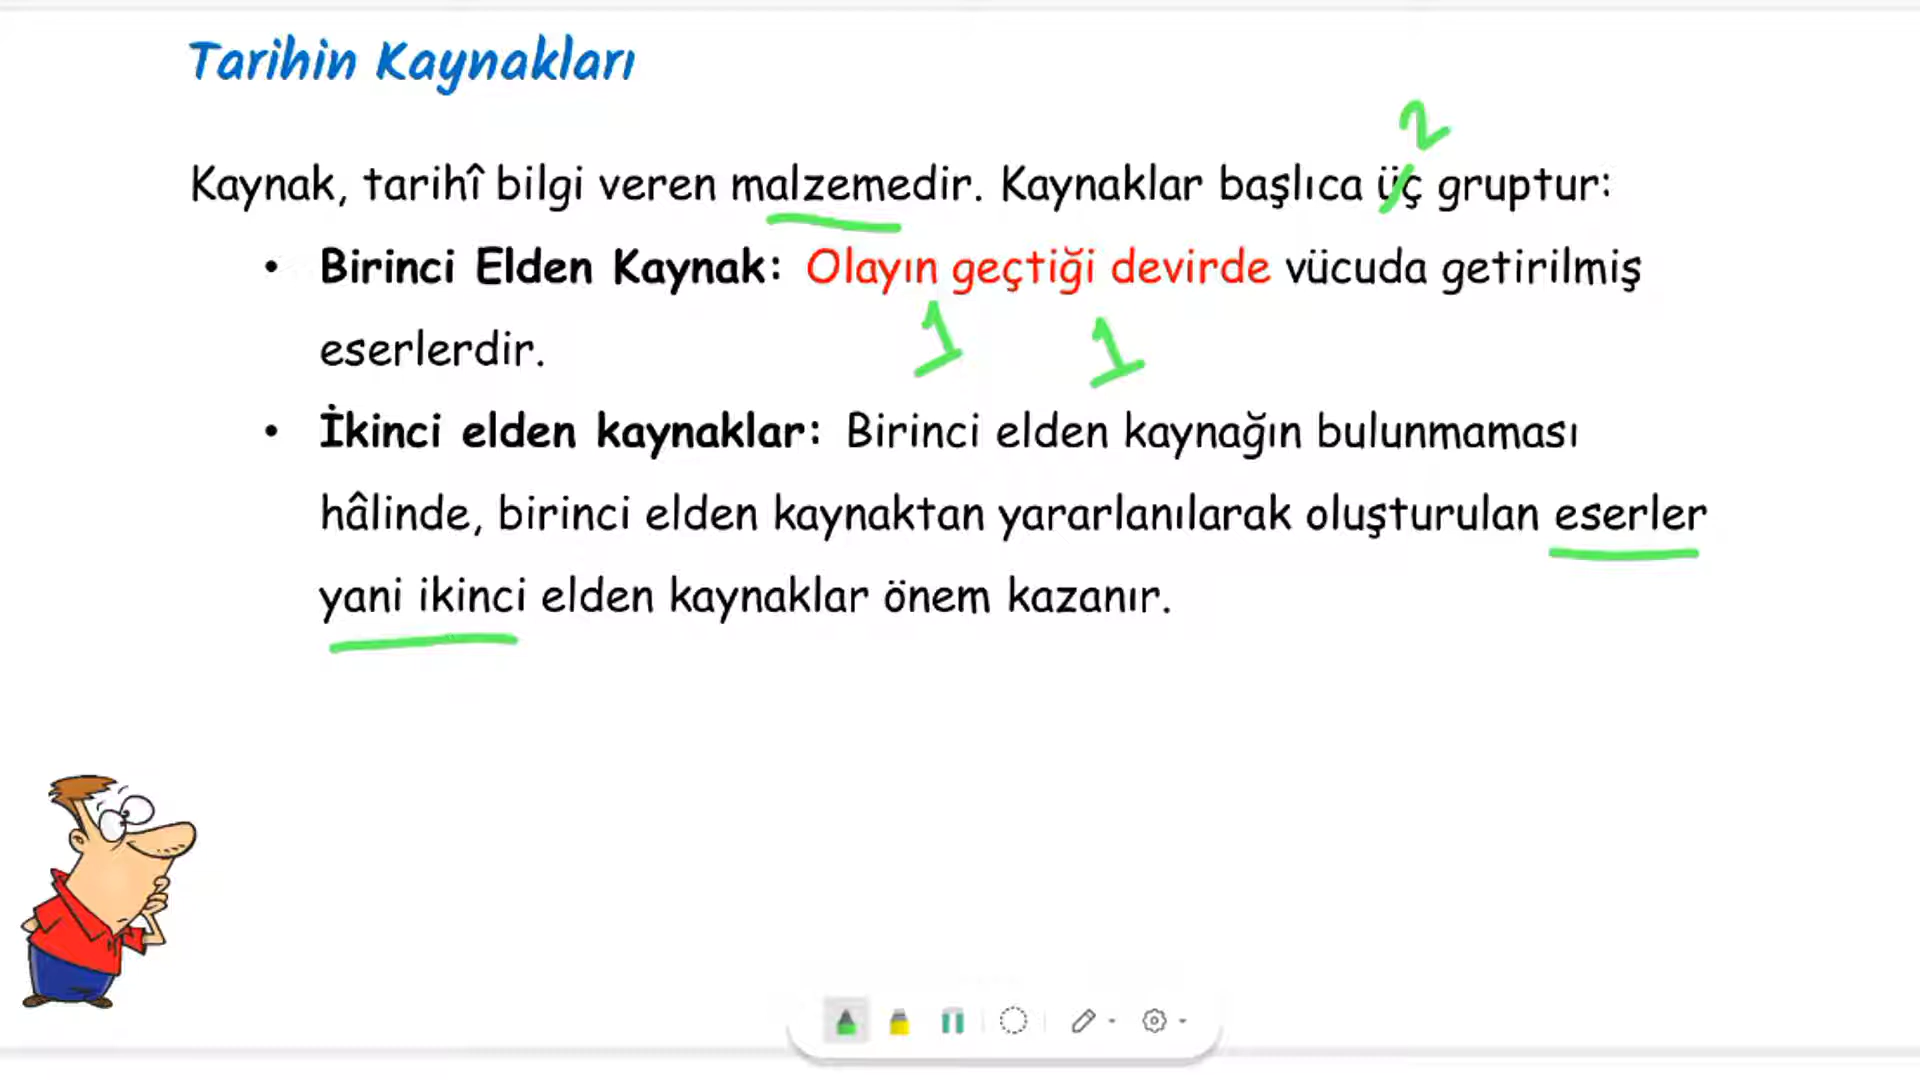 Tarihin Kaynakları
2
Kaynak, tarihî bilgi veren malzemedir. Kaynaklar başlıca üç gruptur:
• Birinci Elden Kaynak: Olayın geçtiği devirde vücuda getirilmiş
eserlerdir.
1 1
• İkinci elden kaynaklar: Birinci elden kaynağın bulunmaması
hâlinde, birinci elden kaynaktan yararlanılarak oluşturulan eserler
yani ikinci elden kaynaklar önem kazanır.